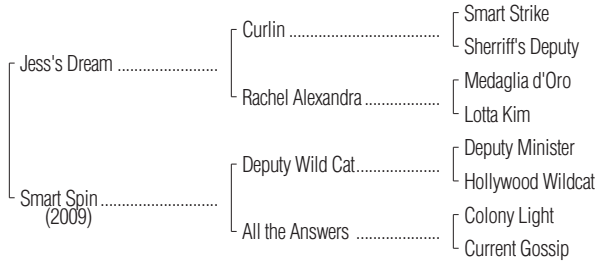 Smart Strike
Curlin ........................................
Sherriff's Deputy
Jess's Dream ..........................
Medaglia d'Oro
Rachel Alexandra ...................
Lotta Kim
Deputy Minister
Deputy Wild Cat.....................
Hollywood Wildcat
Smart Spin ..............................
(2009)
Colony Light
All the Answers .....................
Current Gossip